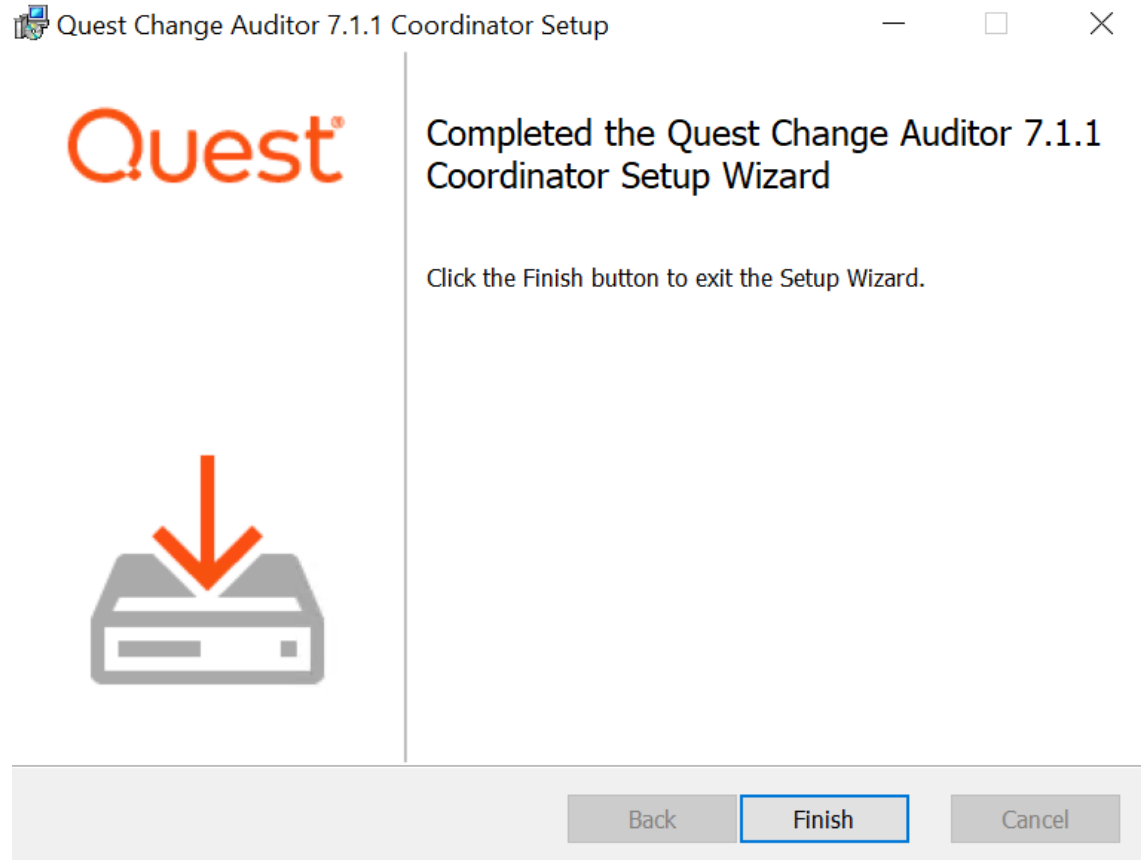 Quest Change Auditor 7.1.1 Coordinator Setup
Quest®
Completed the Quest Change Auditor 7.1.1
Coordinator Setup Wizard
Click the Finish button to exit the Setup Wizard.
Back
Finish
Cancel